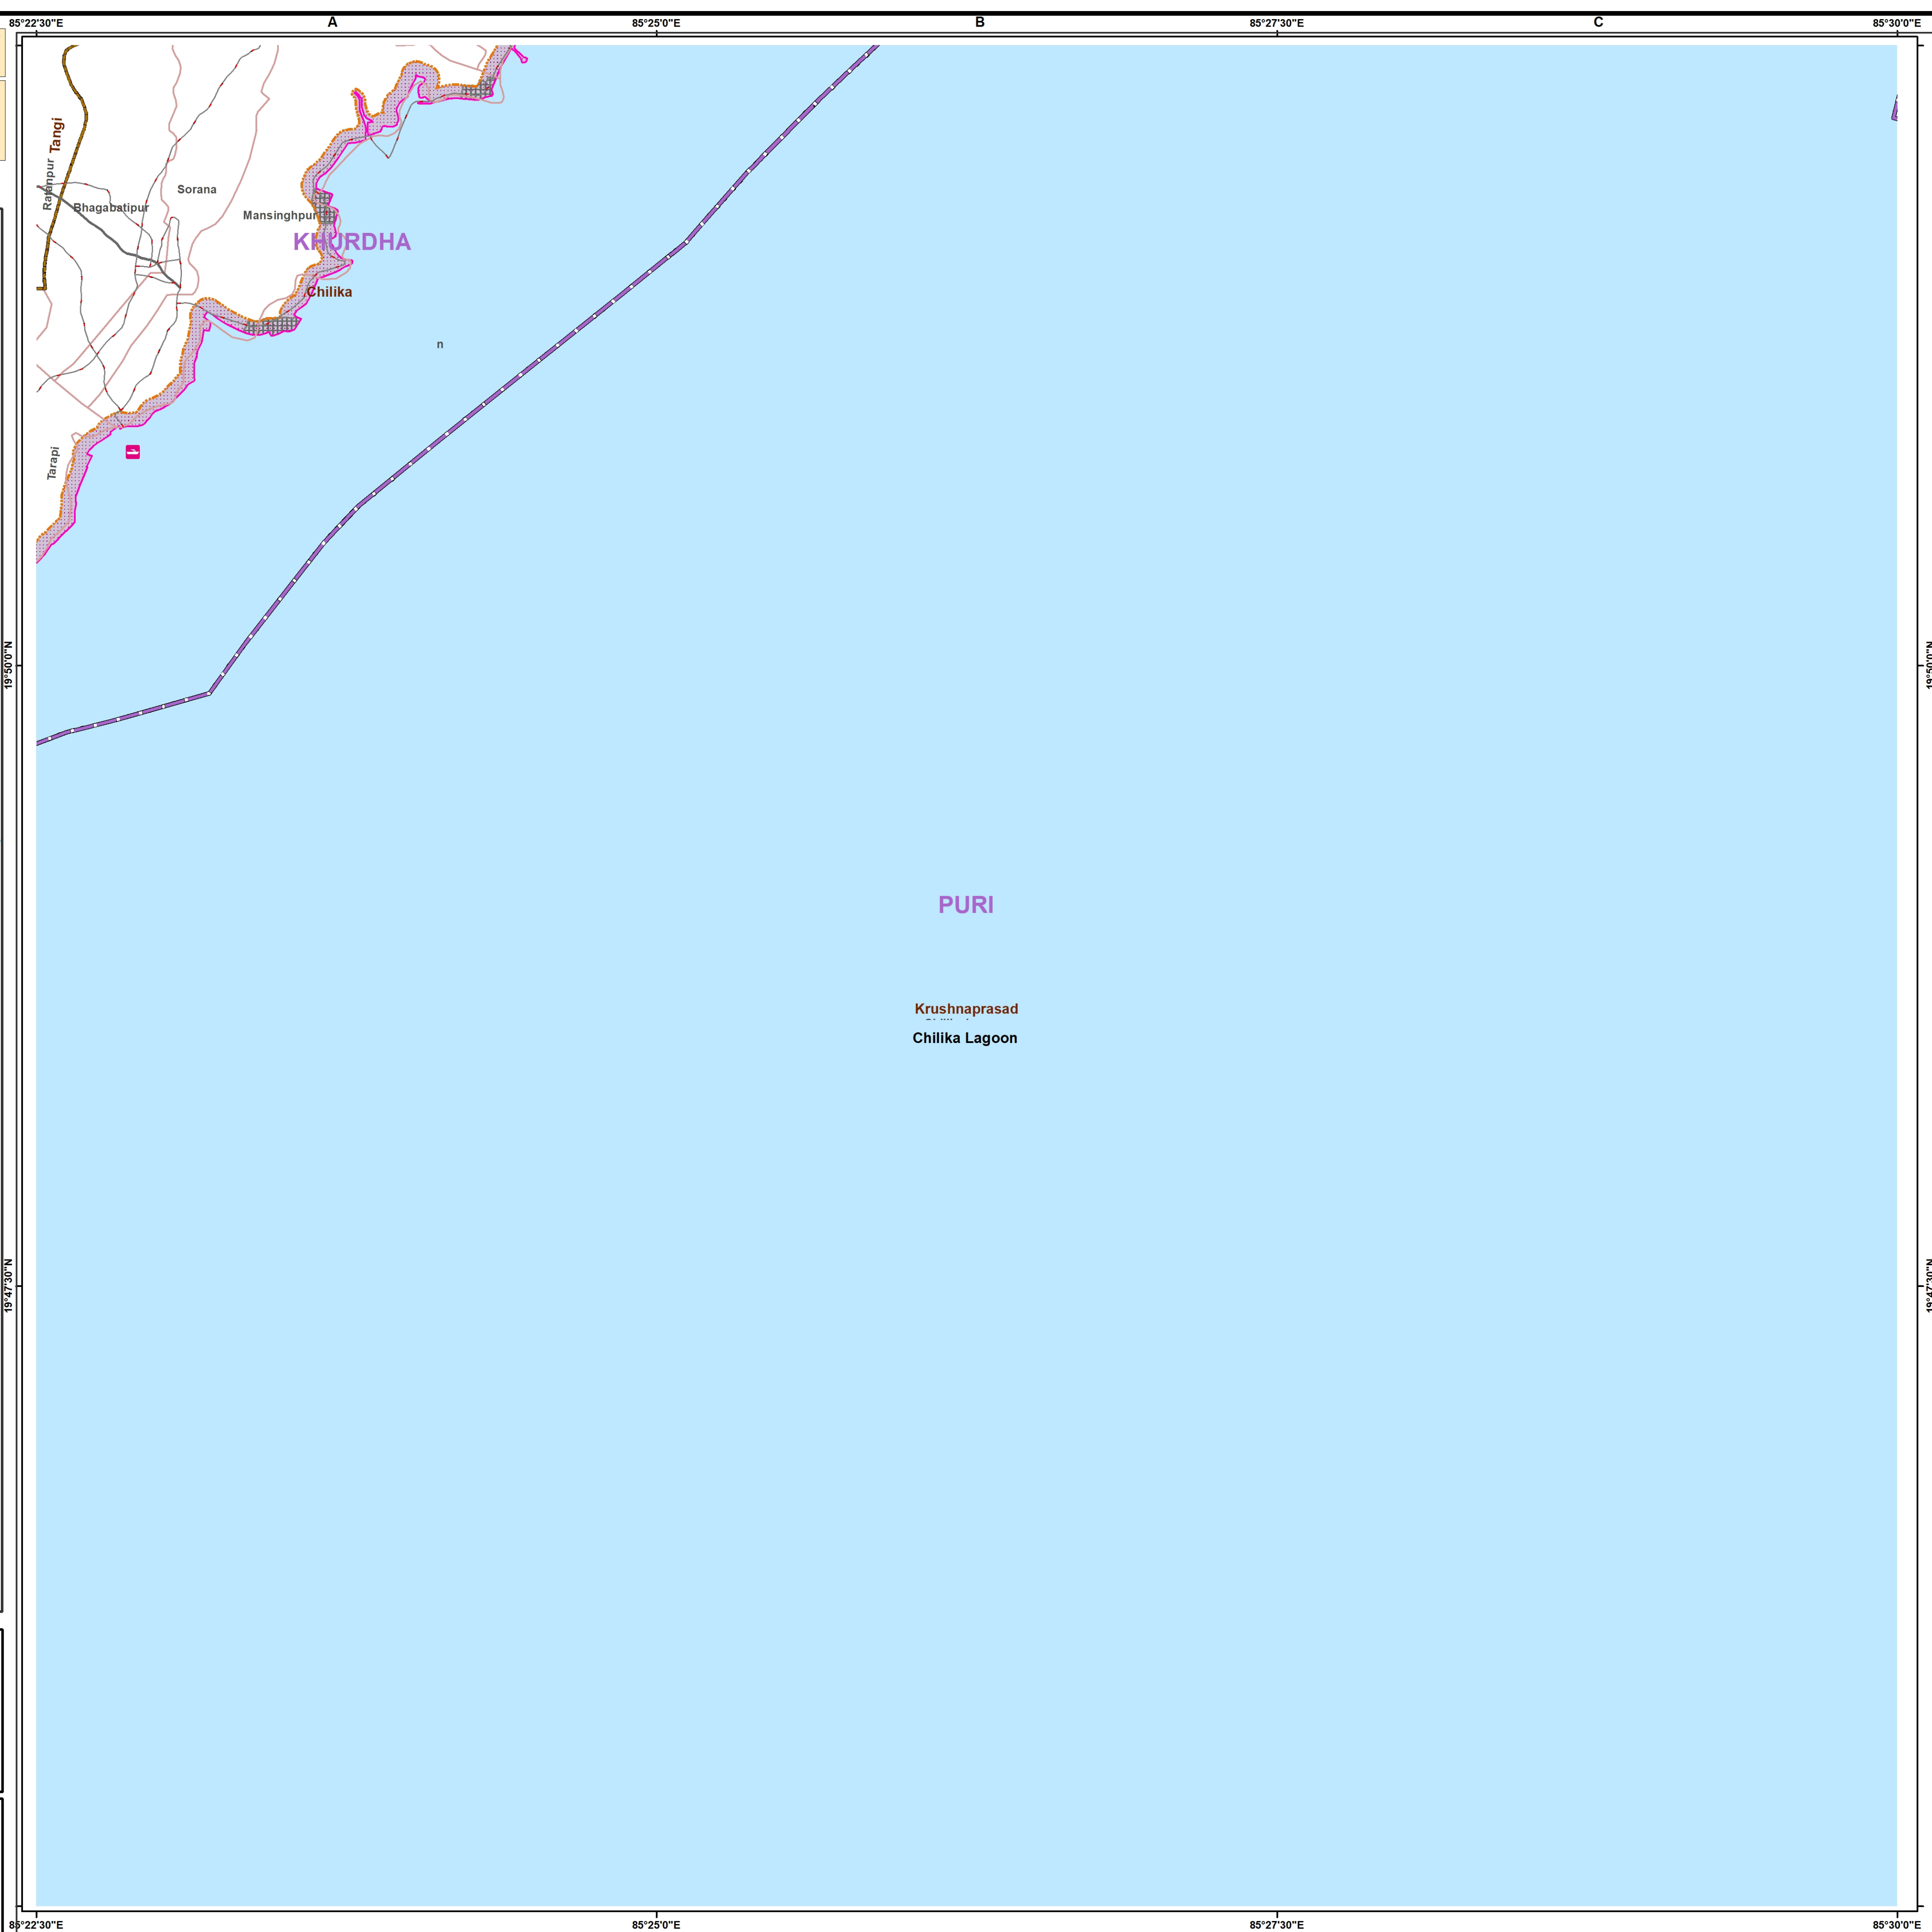 85°22'30"E
A
85°25'0"E
B
85°27'30"E
C
85°30'0"E
Tangi
Ratanpur
Sorana
Bhagabatipur
Mansinghpur
KHURDHA
Chilika
n
Tarapi
19°50'0"N
19°50'0"N
PURI
Krushnaprasad
Chilika Lagoon
19°47'30"N
19°47'30"N
85°22'30"E
85°25'0"E
85°27'30"E
85°30'0"E